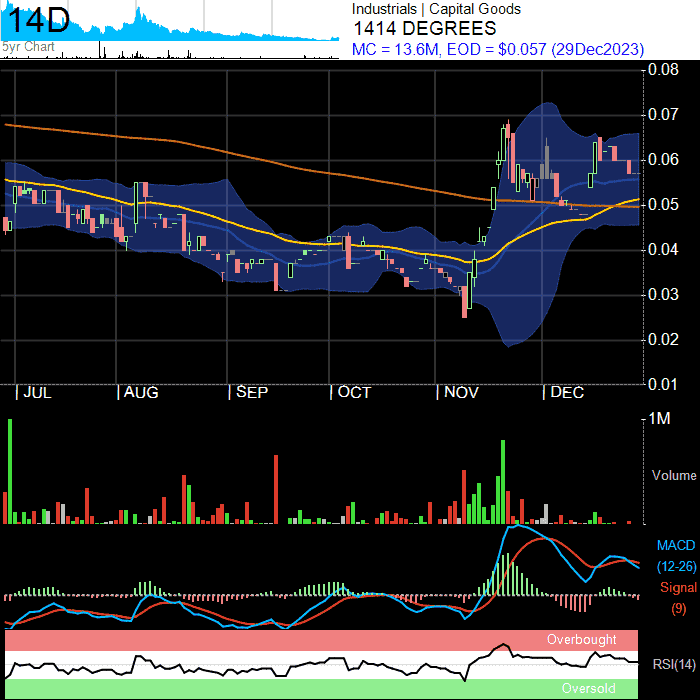 14D
5yr Chart
Industrials | Capital Goods
1414 DEGREES
MC = 13.6M, EOD = $0.057 (29Dec2023)
0.08
0.07
0.06
0.05
0.04
0.03
0.02
0.01
JUL AUG SEP OCT NOV DEC
1M
Volume
MACD
(12-26)
Signal
(9)
Overbought
RSI(14)
Oversold